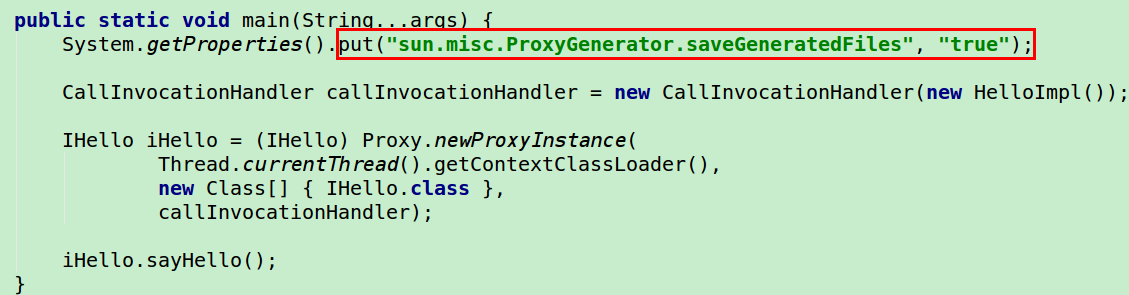 public static void main(String...args) {
System.getProperties().put("sun.misc.ProxyGenerator.saveGeneratedFiles", "true");
CallInvocationHandler callInvocationHandler = new CallInvocationHandler(new HelloImpl());
IHello iHello = (IHello) Proxy.newProxyInstance(
Thread.currentThread().getContextClassLoader(),
new Class[] { IHello.class },
callInvocationHandler);
iHello.sayHello();
}